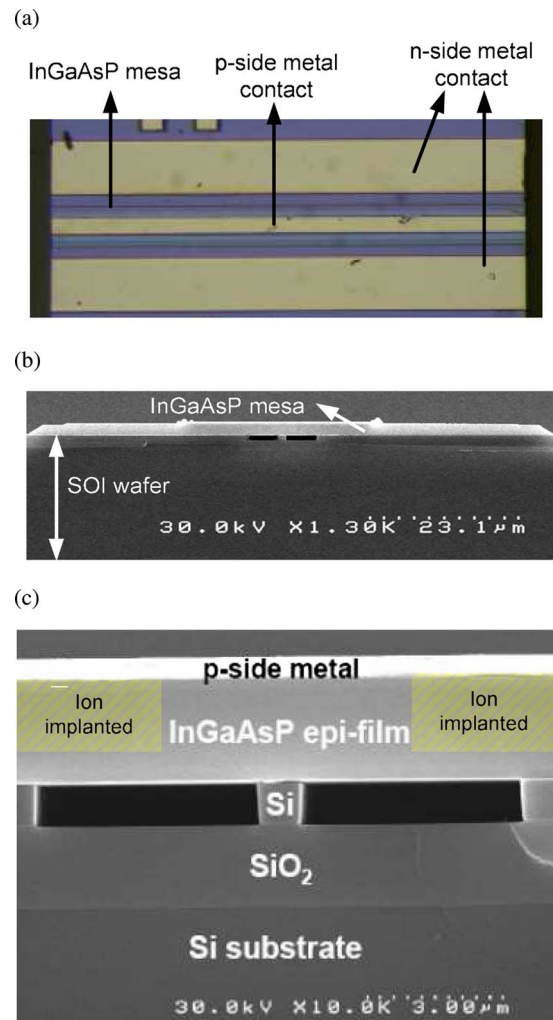 (a)
InGaAsP mesa
p-side metal
contact
n-side metal
contact
(b)
InGaAsP mesa
SOI wafer
30.0kV X1.30K 23.1μm
(c)
p-side metal
Ion
implanted
InGaAsP epi-film
Ion
implanted
Si
SiO₂
Si substrate
30.0kV X10.0K 3.00μm